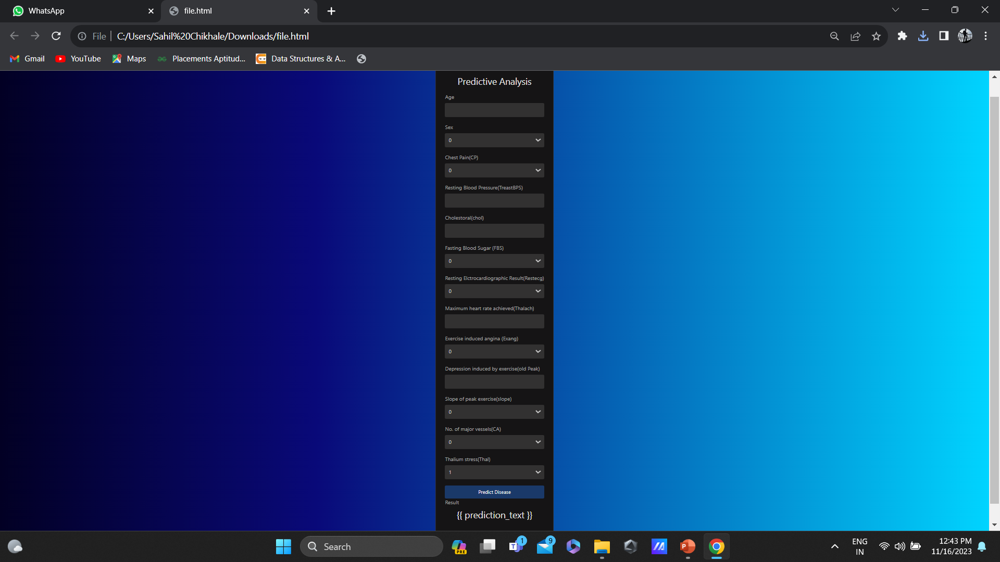 WhatsApp
file.html
File
C:/Users/Sahil%20Chikhale/Downloads/file.html
Gmail
YouTube
Maps
Placements Aptitud...
Data Structures & A...
Predictive Analysis
Age
Sex
0
Chest Pain(CP)
0
Resting Blood Pressure(TreastBPS)
Cholestoral(chol)
Fasting Blood Sugar (FBS)
0
Resting Elctrocardiographic Result(Restecg)
0
Maximum heart rate achieved(Thalach)
Exercise induced angina (Exang)
0
Depression induced by exercise(old Peak)
Slope of peak exercise(slope)
0
No. of major vessels(CA)
0
Thalium stress(Thal)
1
Predict Disease
Result
{{ prediction_text }}
Search
PRE
T
1
9
P
ENG
IN
12:43 PM
11/16/2023